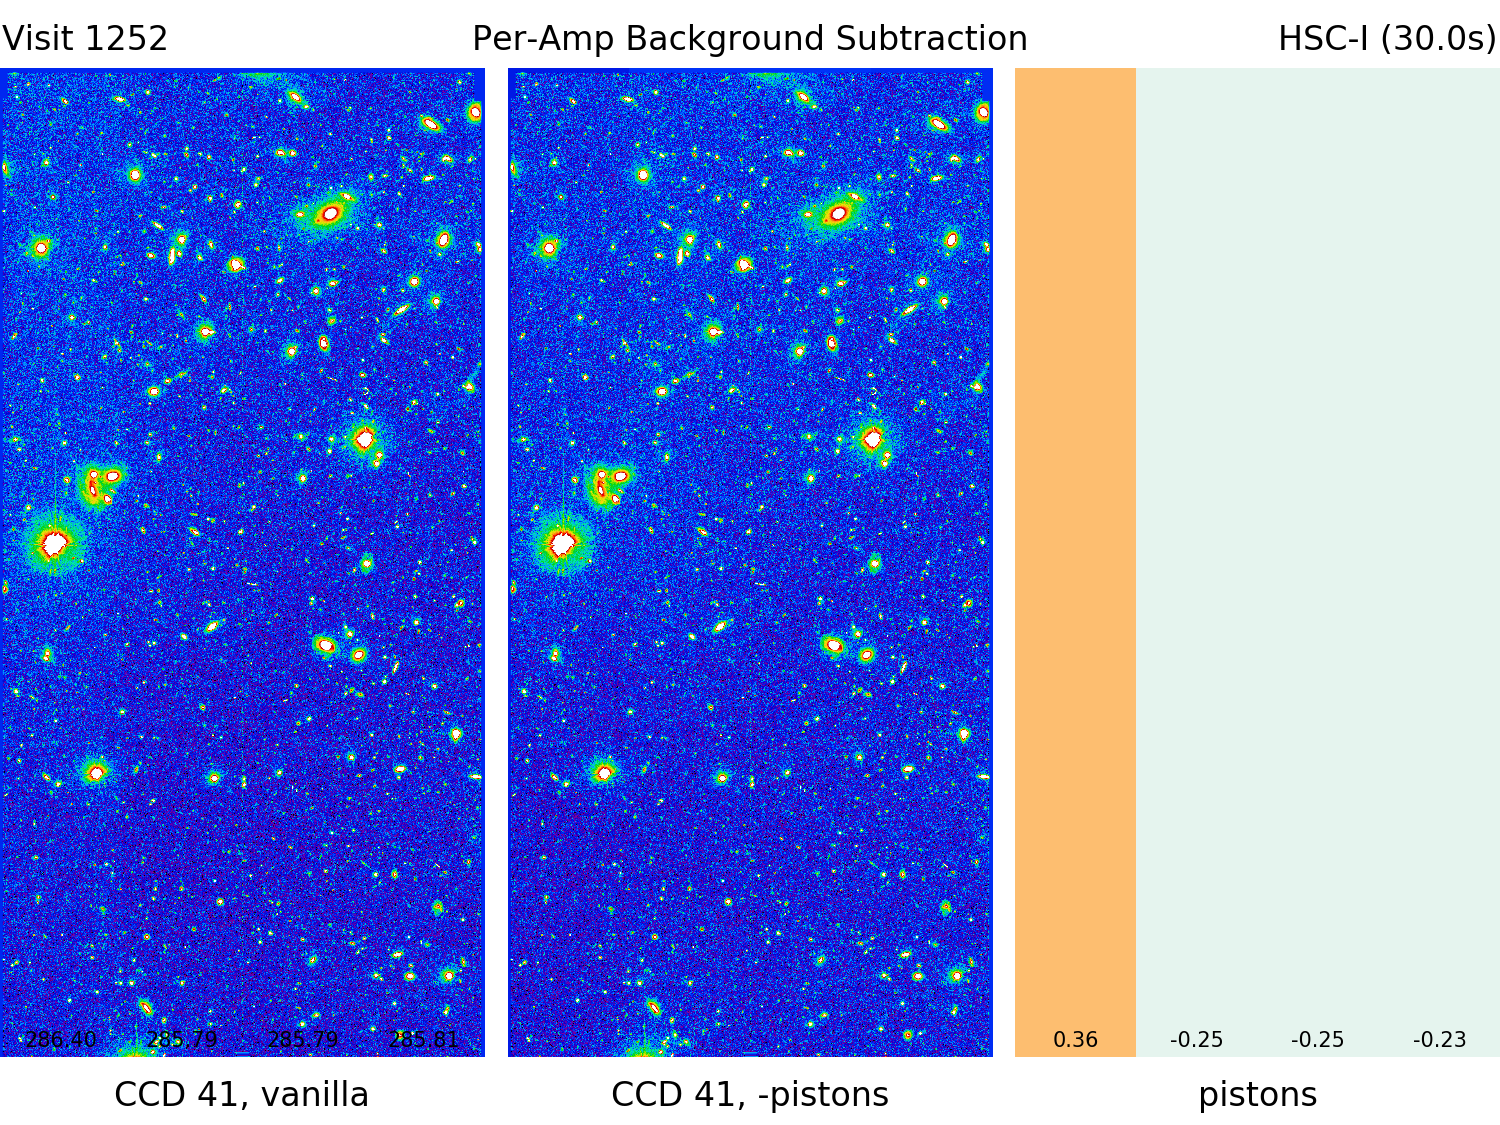 Visit 1252 Per-Amp Background Subtraction HSC-I (30.0s)
286.40 285.79 285.79 285.81 0.36 -0.25 -0.25 -0.23
CCD 41, vanilla CCD 41, -pistons pistons